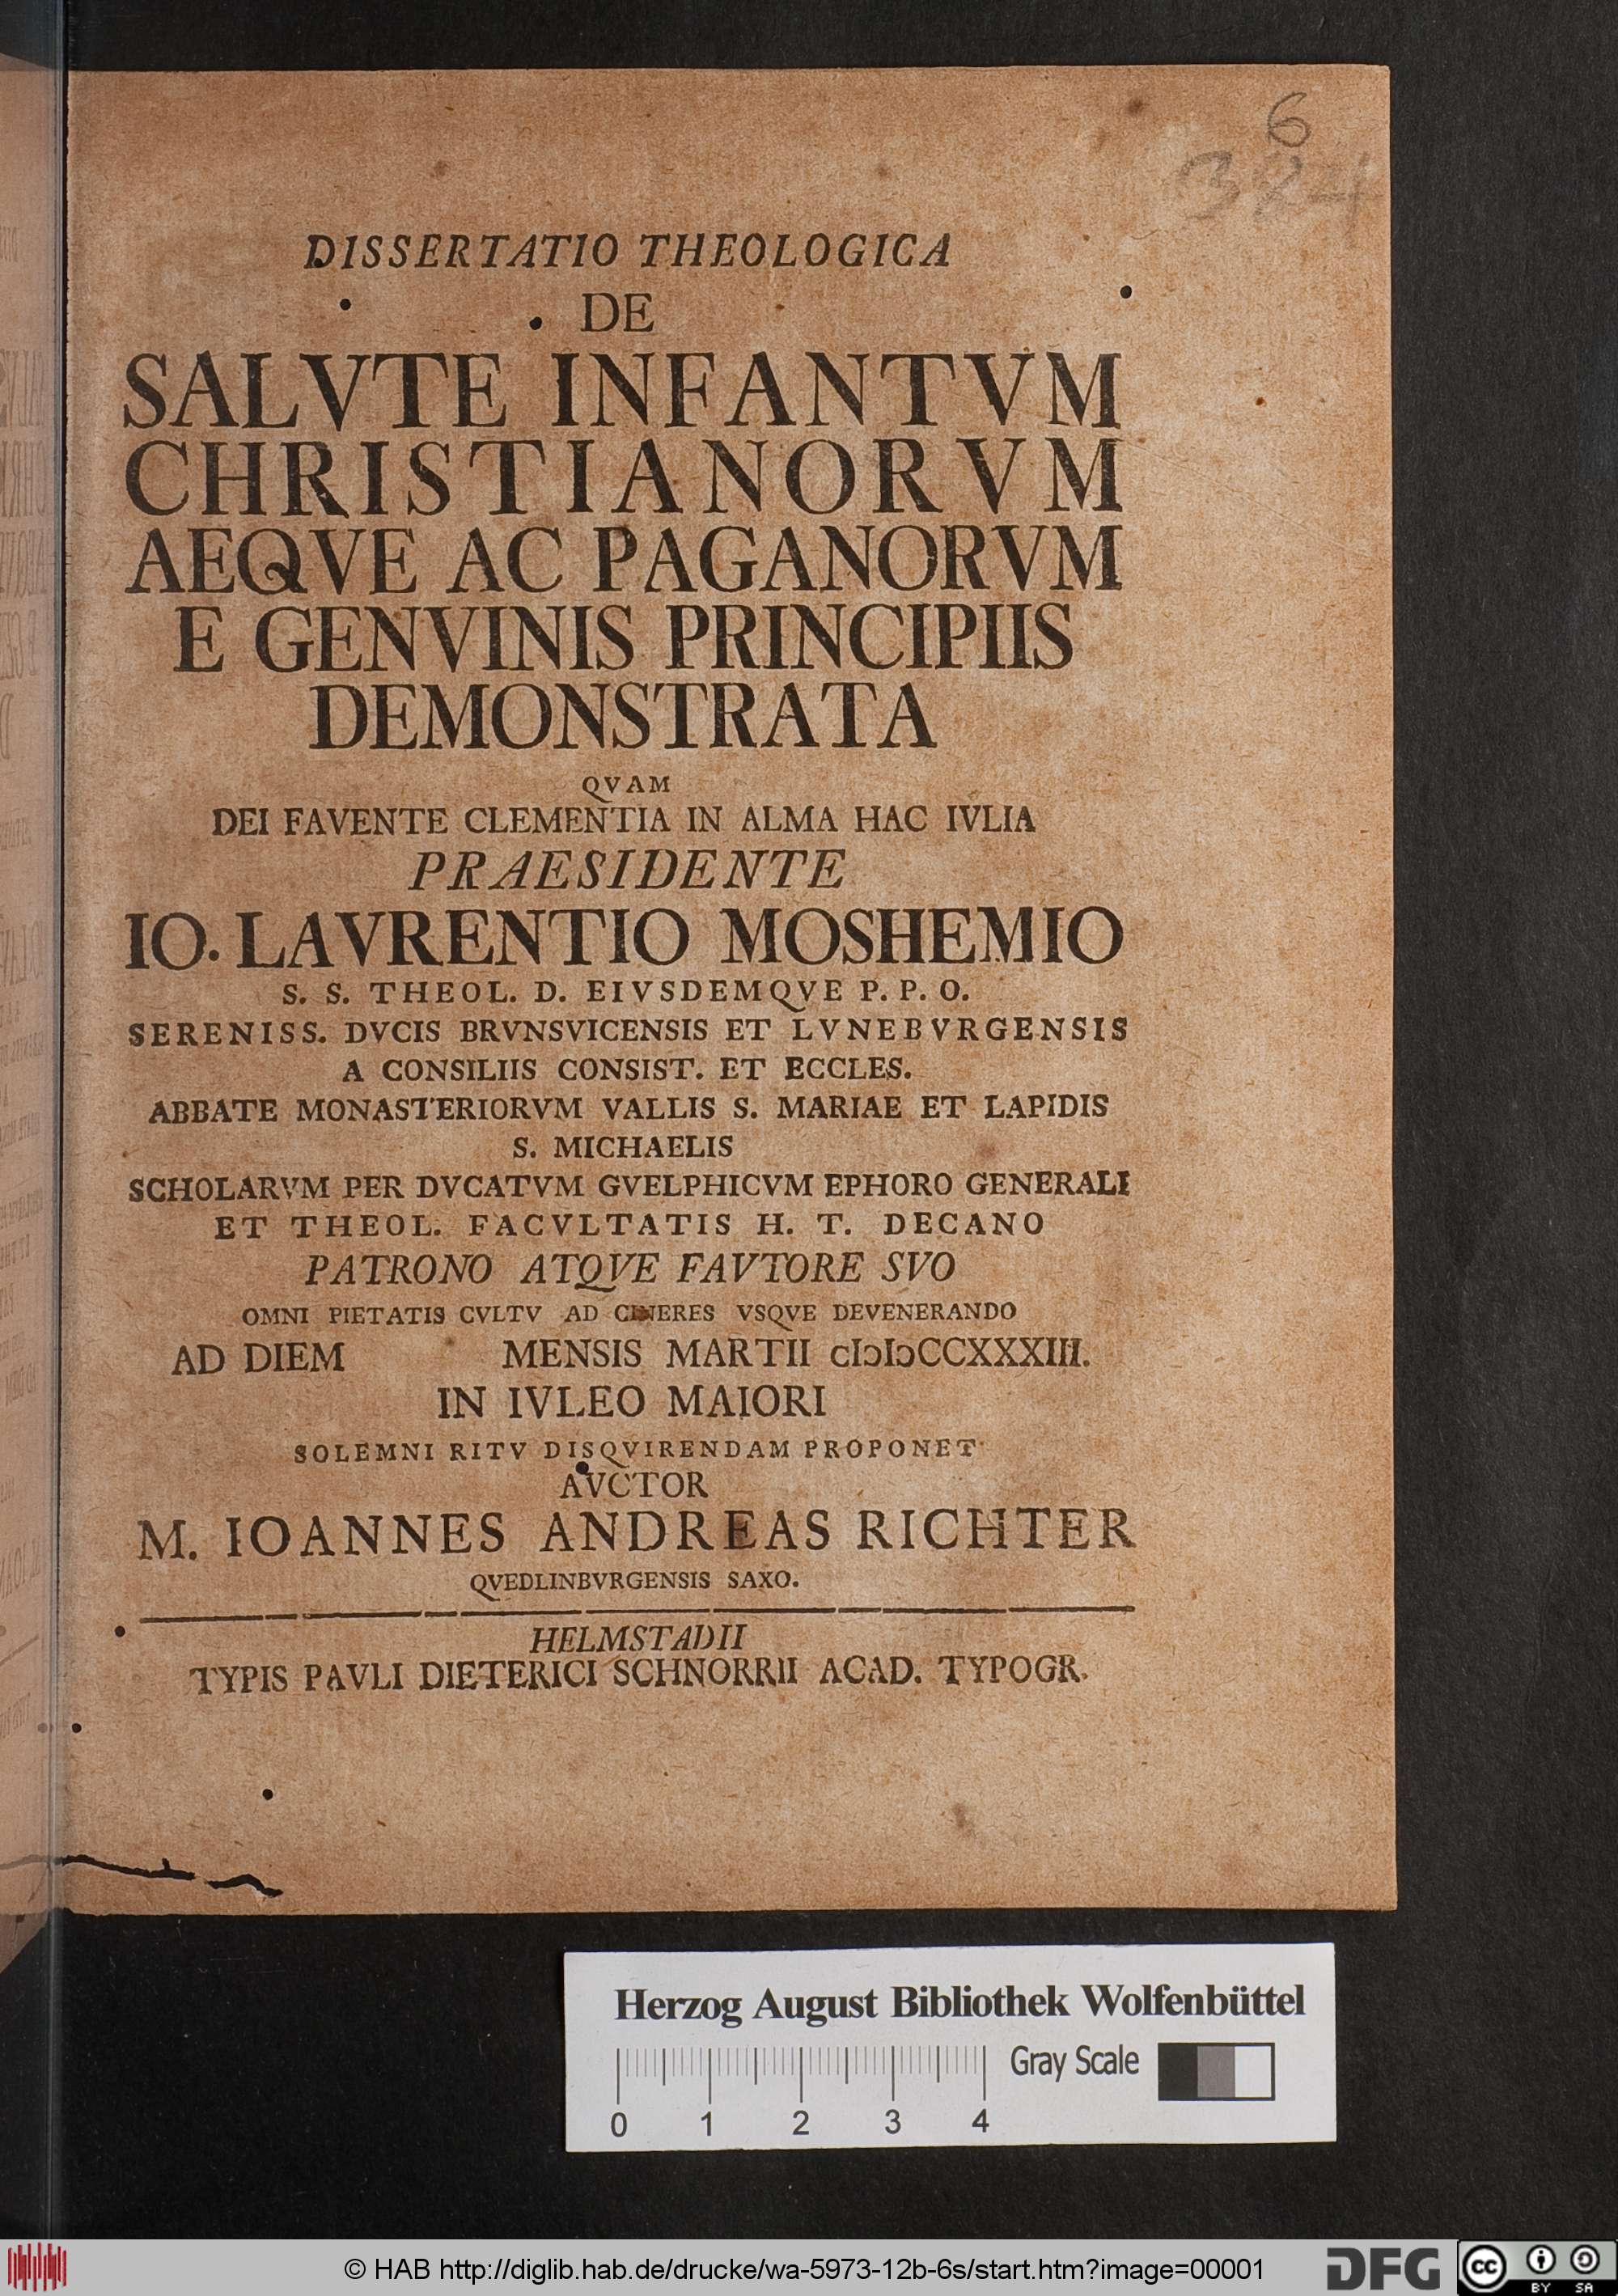 6
324
DISSERTATIO THEOLOGICA
DE
SALVTE INFANTVM
CHRISTIANORVM
AEQVE AC PAGANORVM
E GENVINIS PRINCIPIIS
DEMONSTRATA
QVAM
DEI FAVENTE CLEMENTIA IN ALMA HAC IVLIA
PRAESIDENTE
IO. LAVRENTIO MOSHEMIO
S. S. THEOL. D. EIVSDEMQVE P. P. O.
SERENISS. DVCIS BRVNSVICENSIS ET LVNEBVRGENSIS
A CONSILIIS CONSIST. ET ECCLES.
ABBATE MONASTERIORVM VALLIS S. MARIAE ET LAPIDIS
S. MICHAELIS
SCHOLARVM PER DVCATVM GVELPHICVM EPHORO GENERALI
ET THEOL. FACVLTATIS H. T. DECANO
PATRONO ATQVE FAVTORE SVO
OMNI PIETATIS CVLTV AD CINERES VSQVE DEVENERANDO
AD DIEM MENSIS MARTII cIↄIↄCCXXXIII.
IN IVLEO MAIORI
SOLEMNI RITV DISQVIRENDAM PROPONET
AVCTOR
M. IOANNES ANDREAS RICHTER
QVEDLINBVRGENSIS SAXO.
HELMSTADII
TYPIS PAVLI DIETERICI SCHNORRII ACAD. TYPOGR.
Herzog August Bibliothek Wolfenbüttel
Gray Scale
0 1 2 3 4
© HAB http://diglib.hab.de/drucke/wa-5973-12b-6s/start.htm?image=00001
DFG
cc BY SA